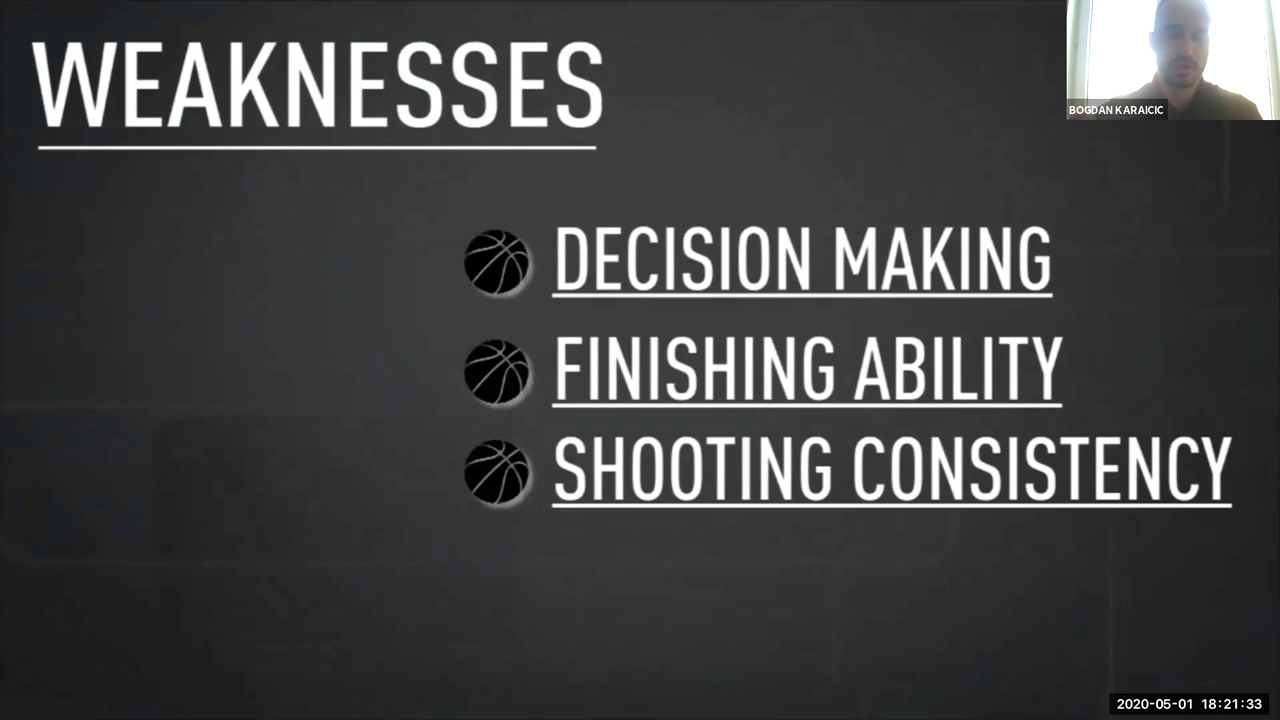 WEAKNESSES
BOGDAN KARAICIC
DECISION MAKING
FINISHING ABILITY
SHOOTING CONSISTENCY
2020-05-01 18:21:33